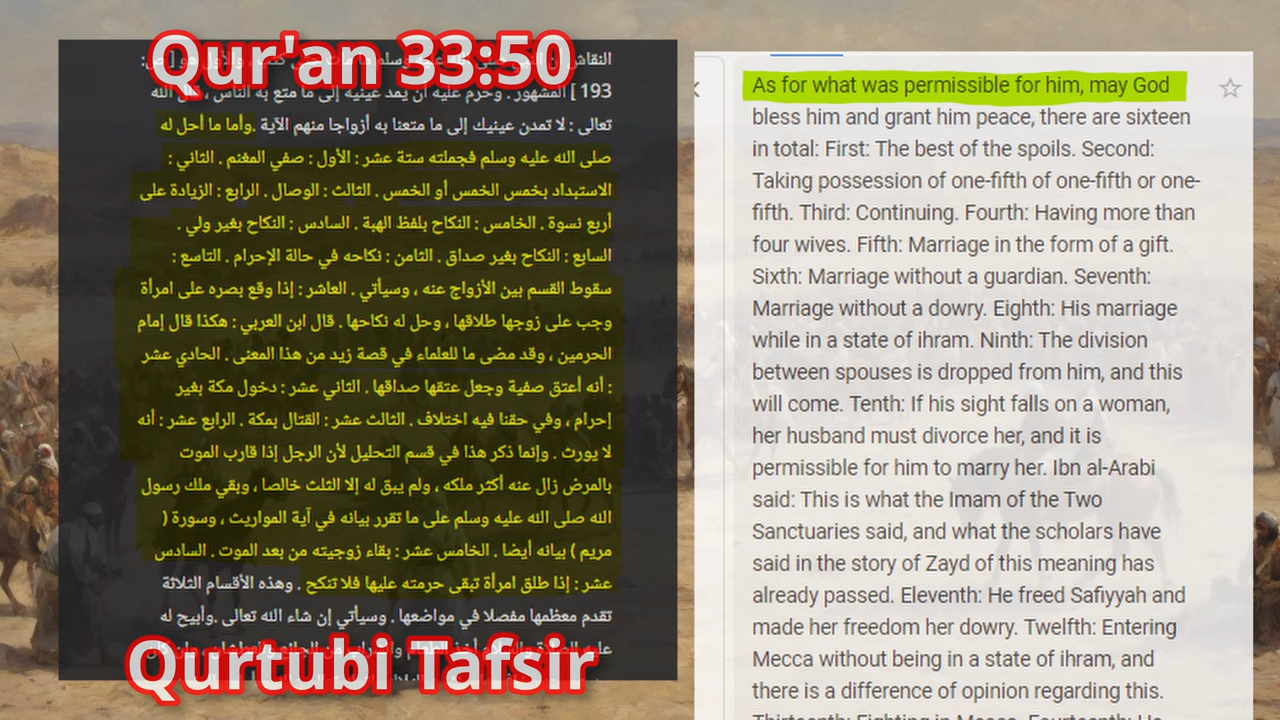 Qur'an 33:50
193 ] المشهور . وحرم عليه أن يمد عينيه إلى ما متع به الناس ، قال الله
تعالى : لا تمدن عينيك إلى ما متعنا به أزواجا منهم الآية .وأما ما أحل له
صلى الله عليه وسلم فجملته ستة عشر : الأول : صفي المغنم . الثاني :
الاستبداد بخمس الخمس أو الخمس . الثالث : الوصال . الرابع : الزيادة على
أربع نسوة . الخامس : النكاح بلفظ الهبة . السادس : النكاح بغير ولي .
السابع : النكاح بغير صداق . الثامن : نكاحه في حالة الإحرام . التاسع :
سقوط القسم بين الأزواج عنه ، وسيأتي . العاشر : إذا وقع بصره على امرأة
وجب على زوجها طلاقها ، وحل له نكاحها . قال ابن العربي : هكذا قال إمام
الحرمين ، وقد مضى ما للعلماء في قصة زيد من هذا المعنى . الحادي عشر
: أنه أعتق صفية وجعل عتقها صداقها . الثاني عشر : دخول مكة بغير
إحرام ، وفي حقنا فيه اختلاف . الثالث عشر : القتال بمكة . الرابع عشر : أنه
لا يورث . وإنما ذكر هذا في قسم التحليل لأن الرجل إذا قارب الموت
بالمرض زال عنه أكثر ملكه ، ولم يبق له إلا الثلث خالصا ، وبقي ملك رسول
الله صلى الله عليه وسلم على ما تقرر بيانه في آية المواريث ، وسورة (
مريم ) بيانه أيضا . الخامس عشر : بقاء زوجيته من بعد الموت . السادس
عشر : إذا طلق امرأة تبقى حرمته عليها فلا تنكح . وهذه الأقسام الثلاثة
تقدم معظمها مفصلا في مواضعها . وسيأتي إن شاء الله تعالى .وأبيح له
Qurtubi Tafsir
As for what was permissible for him, may God
bless him and grant him peace, there are sixteen
in total: First: The best of the spoils. Second:
Taking possession of one-fifth of one-fifth or one-
fifth. Third: Continuing. Fourth: Having more than
four wives. Fifth: Marriage in the form of a gift.
Sixth: Marriage without a guardian. Seventh:
Marriage without a dowry. Eighth: His marriage
while in a state of ihram. Ninth: The division
between spouses is dropped from him, and this
will come. Tenth: If his sight falls on a woman,
her husband must divorce her, and it is
permissible for him to marry her. Ibn al-Arabi
said: This is what the Imam of the Two
Sanctuaries said, and what the scholars have
said in the story of Zayd of this meaning has
already passed. Eleventh: He freed Safiyyah and
made her freedom her dowry. Twelfth: Entering
Mecca without being in a state of ihram, and
there is a difference of opinion regarding this.
Thirteenth: Fighting in Mecca. Fourteenth: He